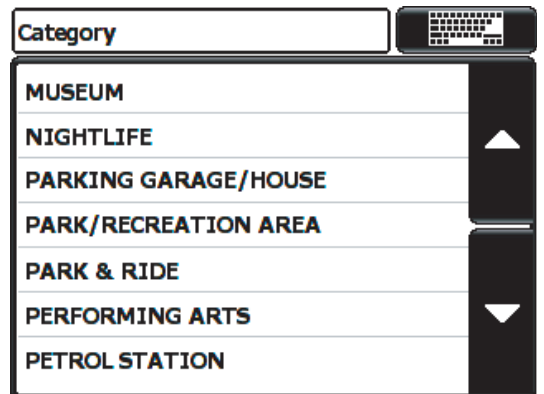 Category
MUSEUM
NIGHTLIFE
PARKING GARAGE/HOUSE
PARK/RECREATION AREA
PARK & RIDE
PERFORMING ARTS
PETROL STATION